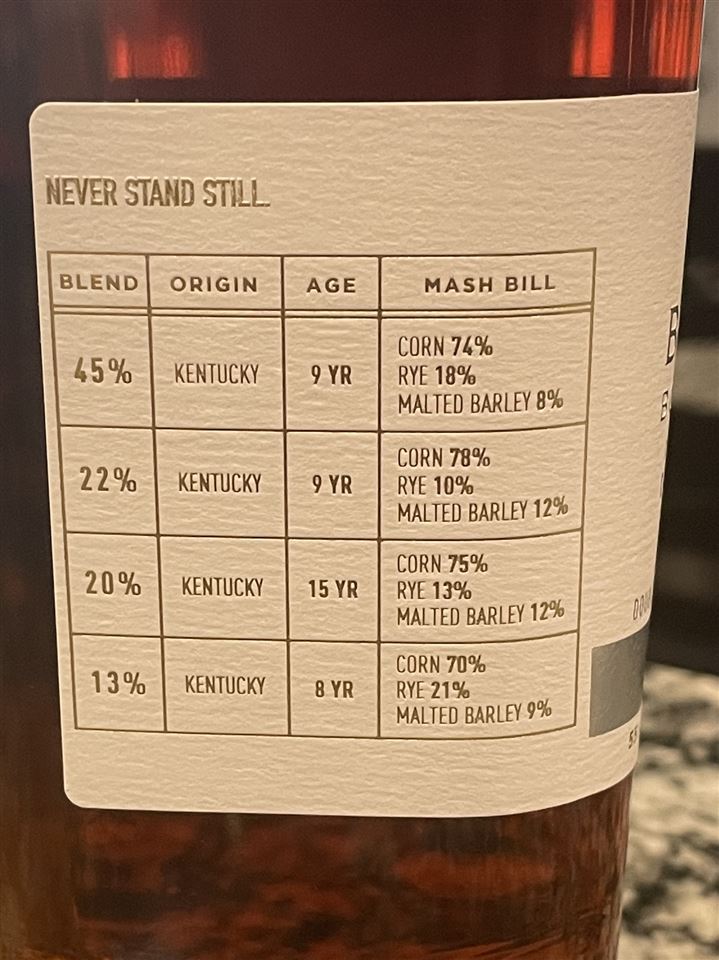 NEVER STAND STILL.
BLEND ORIGIN AGE MASH BILL
45% KENTUCKY 9 YR CORN 74%
RYE 18%
MALTED BARLEY 8%
22% KENTUCKY 9 YR CORN 78%
RYE 10%
MALTED BARLEY 12%
20% KENTUCKY 15 YR CORN 75%
RYE 13%
MALTED BARLEY 12%
13% KENTUCKY 8 YR CORN 70%
RYE 21%
MALTED BARLEY 9%